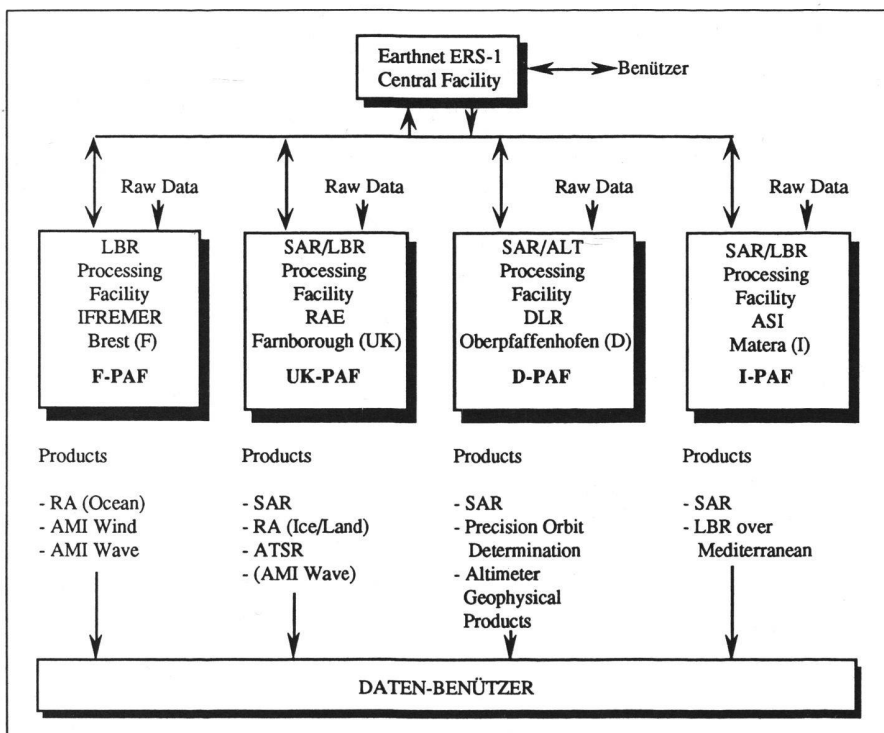 Earthnet ERS-1
Central Facility
Benützer
Raw Data
Raw Data
Raw Data
Raw Data
LBR
Processing
Facility
IFREMER
Brest (F)
F-PAF
SAR/LBR
Processing
Facility
RAE
Farnborough (UK)
UK-PAF
SAR/ALT
Processing
Facility
DLR
Oberpfaffenhofen (D)
D-PAF
SAR/LBR
Processing
Facility
ASI
Matera (I)
I-PAF
Products
- RA (Ocean)
- AMI Wind
- AMI Wave
Products
- SAR
- RA (Ice/Land)
- ATSR
- (AMI Wave)
Products
- SAR
- Precision Orbit
Determination
- Altimeter
Geophysical
Products
Products
- SAR
- LBR over
Mediterranean
DATEN-BENÜTZER